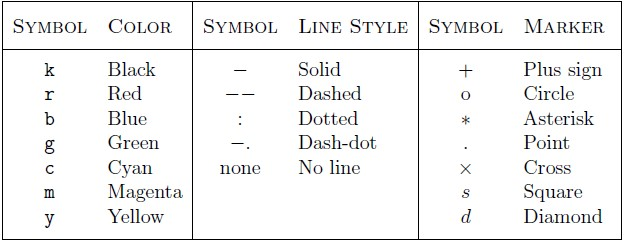 SYMBOL COLOR SYMBOL LINE STYLE SYMBOL MARKER
k Black − Solid + Plus sign
r Red −− Dashed o Circle
b Blue : Dotted ∗ Asterisk
g Green −. Dash-dot . Point
c Cyan none No line × Cross
m Magenta s Square
y Yellow d Diamond